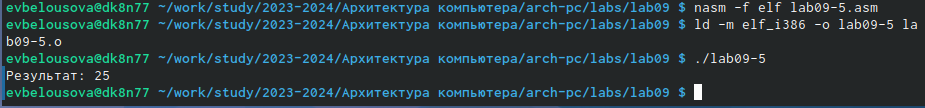 evbelousova@dk8n77 ~/work/study/2023-2024/Архитектура компьютера/arch-pc/labs/lab09 $ nasm -f elf lab09-5.asm
evbelousova@dk8n77 ~/work/study/2023-2024/Архитектура компьютера/arch-pc/labs/lab09 $ ld -m elf_i386 -o lab09-5 la
b09-5.o
evbelousova@dk8n77 ~/work/study/2023-2024/Архитектура компьютера/arch-pc/labs/lab09 $ ./lab09-5
Результат: 25
evbelousova@dk8n77 ~/work/study/2023-2024/Архитектура компьютера/arch-pc/labs/lab09 $